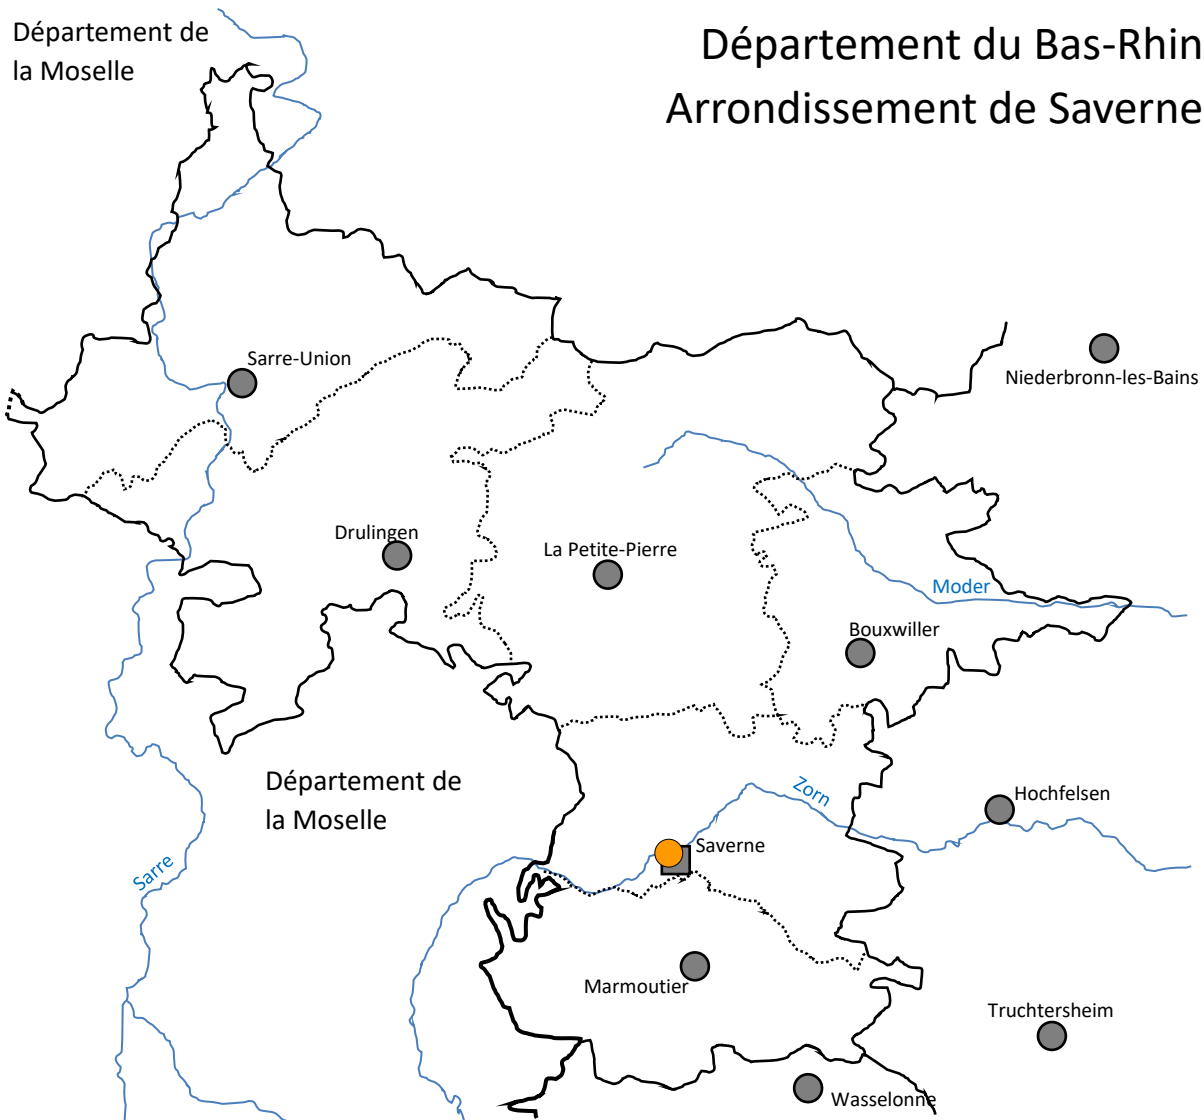 Département de
la Moselle
Département du Bas-Rhin
Arrondissement de Saverne
Sarre-Union
Niederbronn-les-Bains
Drulingen
La Petite-Pierre
Moder
Bouxwiller
Département de
la Moselle
Zorn
Hochfelsen
Saverne
Sarre
Marmoutier
Truchtersheim
Wasselonne